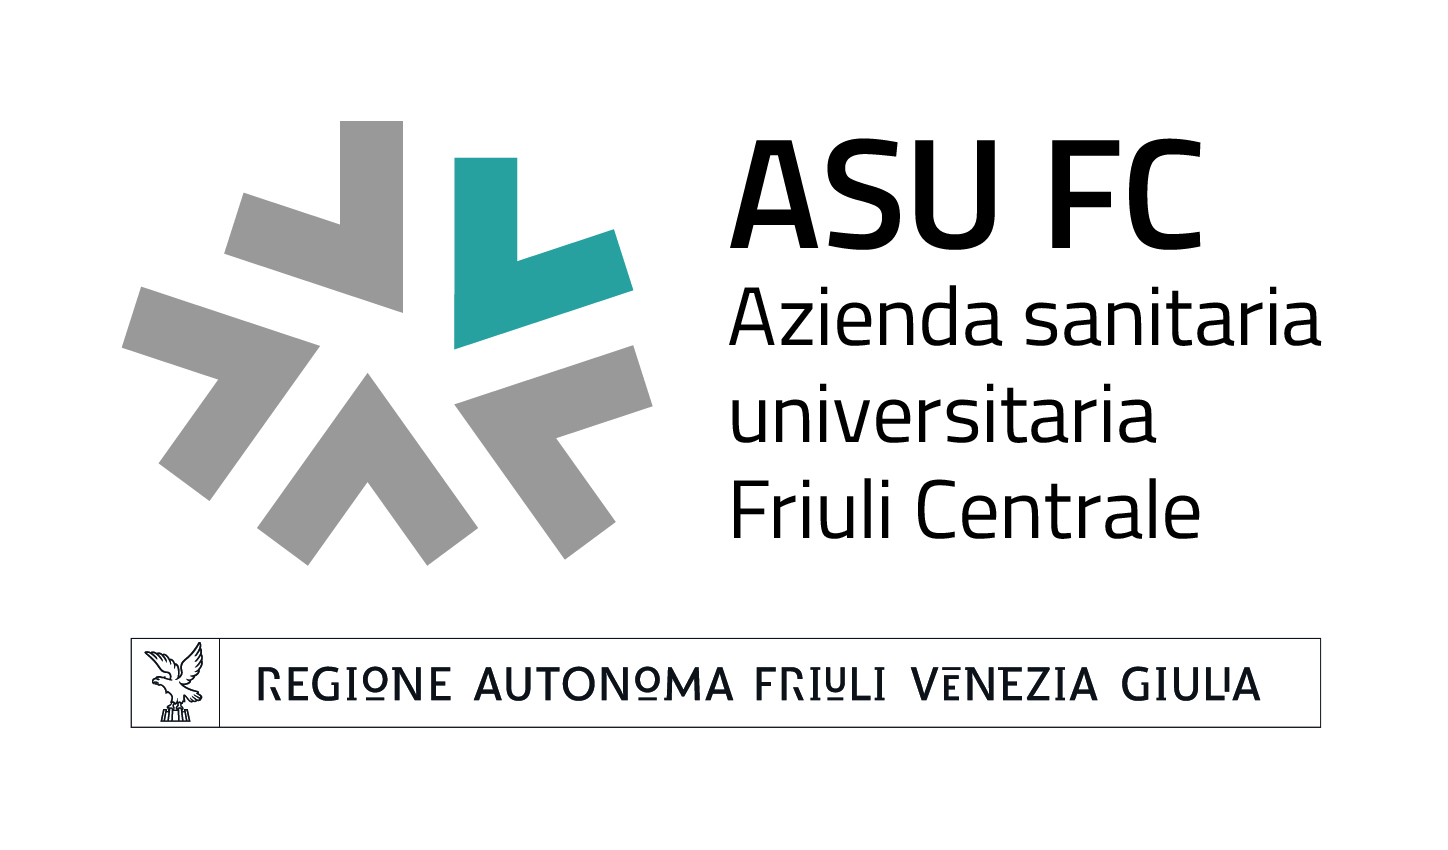 ASU FC
Azienda sanitaria
universitaria
Friuli Centrale
REGIONE AUTONOMA FRIULI VENEZIA GIULIA